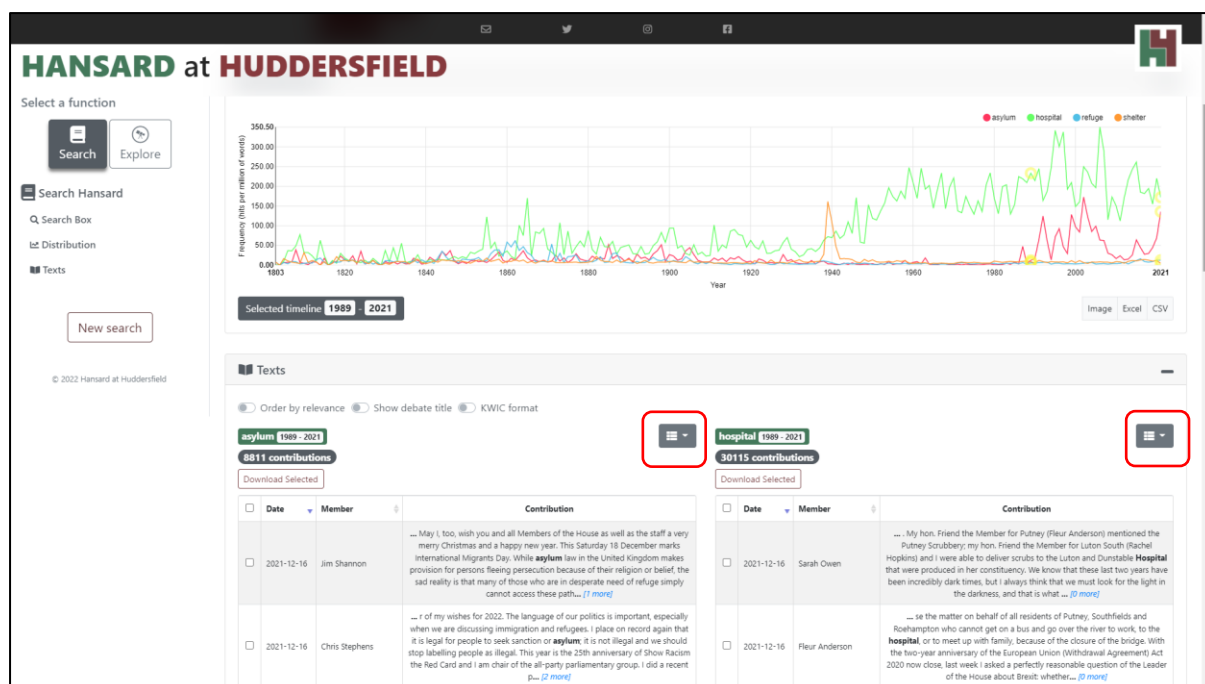 HANSARD at HUDDERSFIELD
Select a function
Search
Explore
Search Hansard
Search Box
Distribution
Texts
New search
© 2022 Hansard at Huddersfield
asylum hospital refuge shelter
Frequency (hits per million of words)
350.50
300.00
250.00
200.00
150.00
100.00
50.00
0.00
1803 1820 1840 1860 1880 1900 1920 1940 1960 1980 2000 2021
Year
Selected timeline 1989 - 2021
Image Excel CSV
Texts
Order by relevance Show debate title KWIC format
asylum 1989 - 2021
8811 contributions
Download Selected
Date Member Contribution
2021-12-16 Jim Shannon
... May I, too, wish you and all Members of the House as well as the staff a very
merry Christmas and a happy new year. This Saturday 18 December marks
International Migrants Day. While asylum law in the United Kingdom makes
provision for persons fleeing persecution because of their religion or belief, the
sad reality is that many of those who are in desperate need of refuge simply
cannot access these path... [1 more]
2021-12-16 Chris Stephens
... r of my wishes for 2022. The language of our politics is important, especially
when we are discussing immigration and refugees. I place on record again that
it is legal for people to seek sanction or asylum; it is not illegal and we should
stop labelling people as illegal. This year is the 25th anniversary of Show Racism
the Red Card and I am chair of the all-party parliamentary group. I did a recent
p... [2 more]
hospital 1989 - 2021
30115 contributions
Download Selected
Date Member Contribution
2021-12-16 Sarah Owen
... . My hon. Friend the Member for Putney (Fleur Anderson) mentioned the
Putney Scrubbery; my hon. Friend the Member for Luton South (Rachel
Hopkins) and I were able to deliver scrubs to the Luton and Dunstable Hospital
that were produced in her constituency. We know that these last two years have
been incredibly dark times, but I always think that we must look for the light in
the darkness, and that is what ... [0 more]
2021-12-16 Fleur Anderson
... se the matter on behalf of all residents of Putney, Southfields and
Roehampton who cannot get on a bus and go over the river to work, to the
hospital, or to meet up with family, because of the closure of the bridge. With
the two-year anniversary of the European Union (Withdrawal Agreement) Act
2020 now close, last week I asked a perfectly reasonable question of the Leader
of the House about Brexit: whether... [0 more]